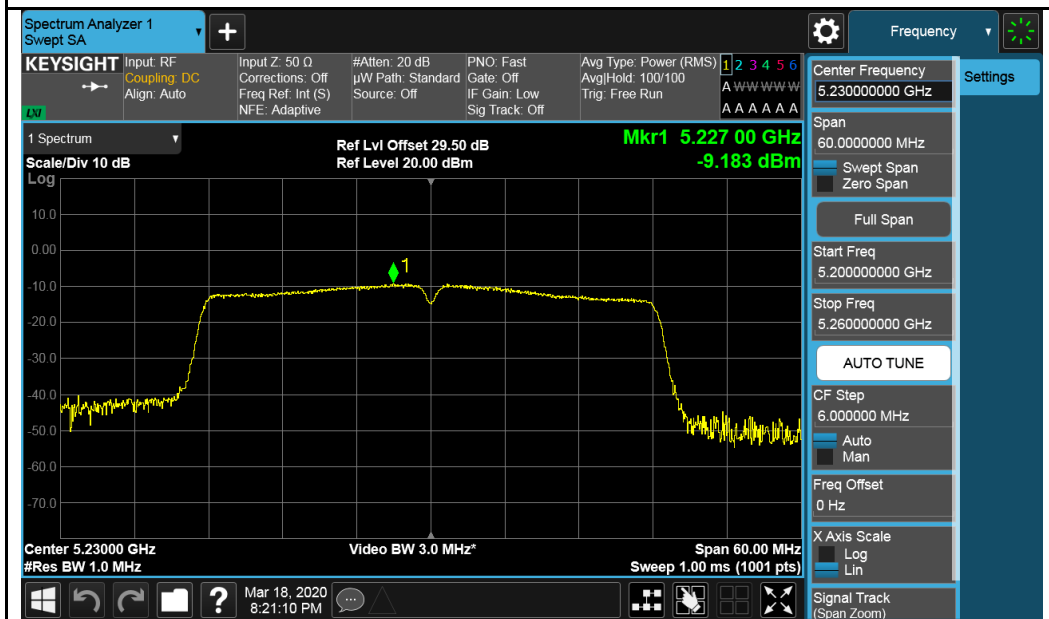 Spectrum Analyzer 1
Swept SA
+
Frequency
KEYSIGHT
Input: RF
Coupling: DC
Align: Auto
LXI
Input Z: 50 Ω
Corrections: Off
Freq Ref: Int (S)
NFE: Adaptive
#Atten: 20 dB
µW Path: Standard
Source: Off
PNO: Fast
Gate: Off
IF Gain: Low
Sig Track: Off
Avg Type: Power (RMS)
Avg|Hold: 100/100
Trig: Free Run
1 2 3 4 5 6
A W W W W W
A A A A A A
1 Spectrum
Scale/Div 10 dB
Log
Ref Lvl Offset 29.50 dB
Ref Level 20.00 dBm
Mkr1 5.227 00 GHz
-9.183 dBm
10.0
0.00
-10.0
-20.0
-30.0
-40.0
-50.0
-60.0
-70.0
1
Center 5.23000 GHz
#Res BW 1.0 MHz
Video BW 3.0 MHz*
Span 60.00 MHz
Sweep 1.00 ms (1001 pts)
Center Frequency
5.230000000 GHz
Settings
Span
60.0000000 MHz
Swept Span
Zero Span
Full Span
Start Freq
5.200000000 GHz
Stop Freq
5.260000000 GHz
AUTO TUNE
CF Step
6.000000 MHz
Auto
Man
Freq Offset
0 Hz
X Axis Scale
Log
Lin
Signal Track
(Span Zoom)
?
Mar 18, 2020
8:21:10 PM